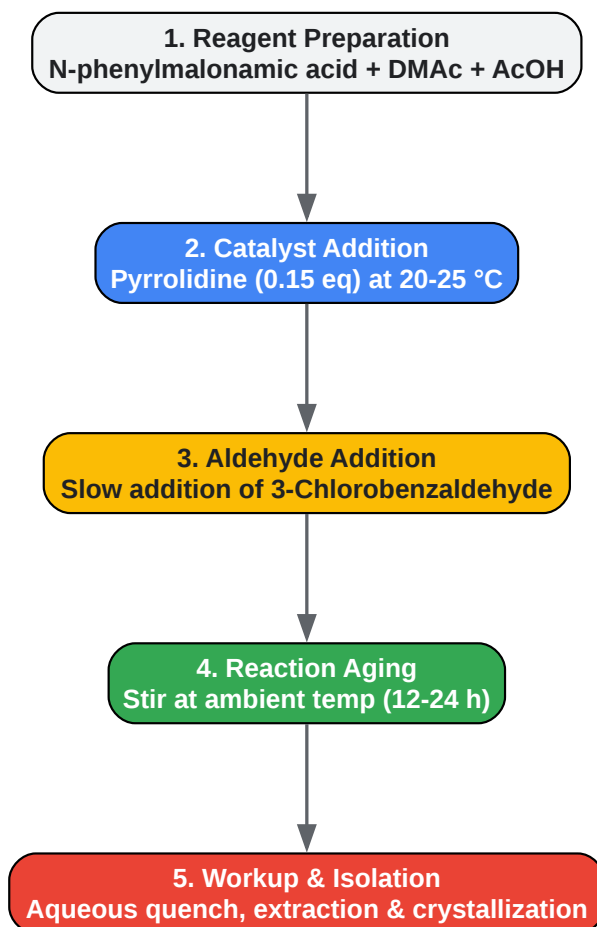 1. Reagent Preparation
N-phenylmalonamic acid + DMAc + AcOH
2. Catalyst Addition
Pyrrolidine (0.15 eq) at 20-25 °C
3. Aldehyde Addition
Slow addition of 3-Chlorobenzaldehyde
4. Reaction Aging
Stir at ambient temp (12-24 h)
5. Workup & Isolation
Aqueous quench, extraction & crystallization